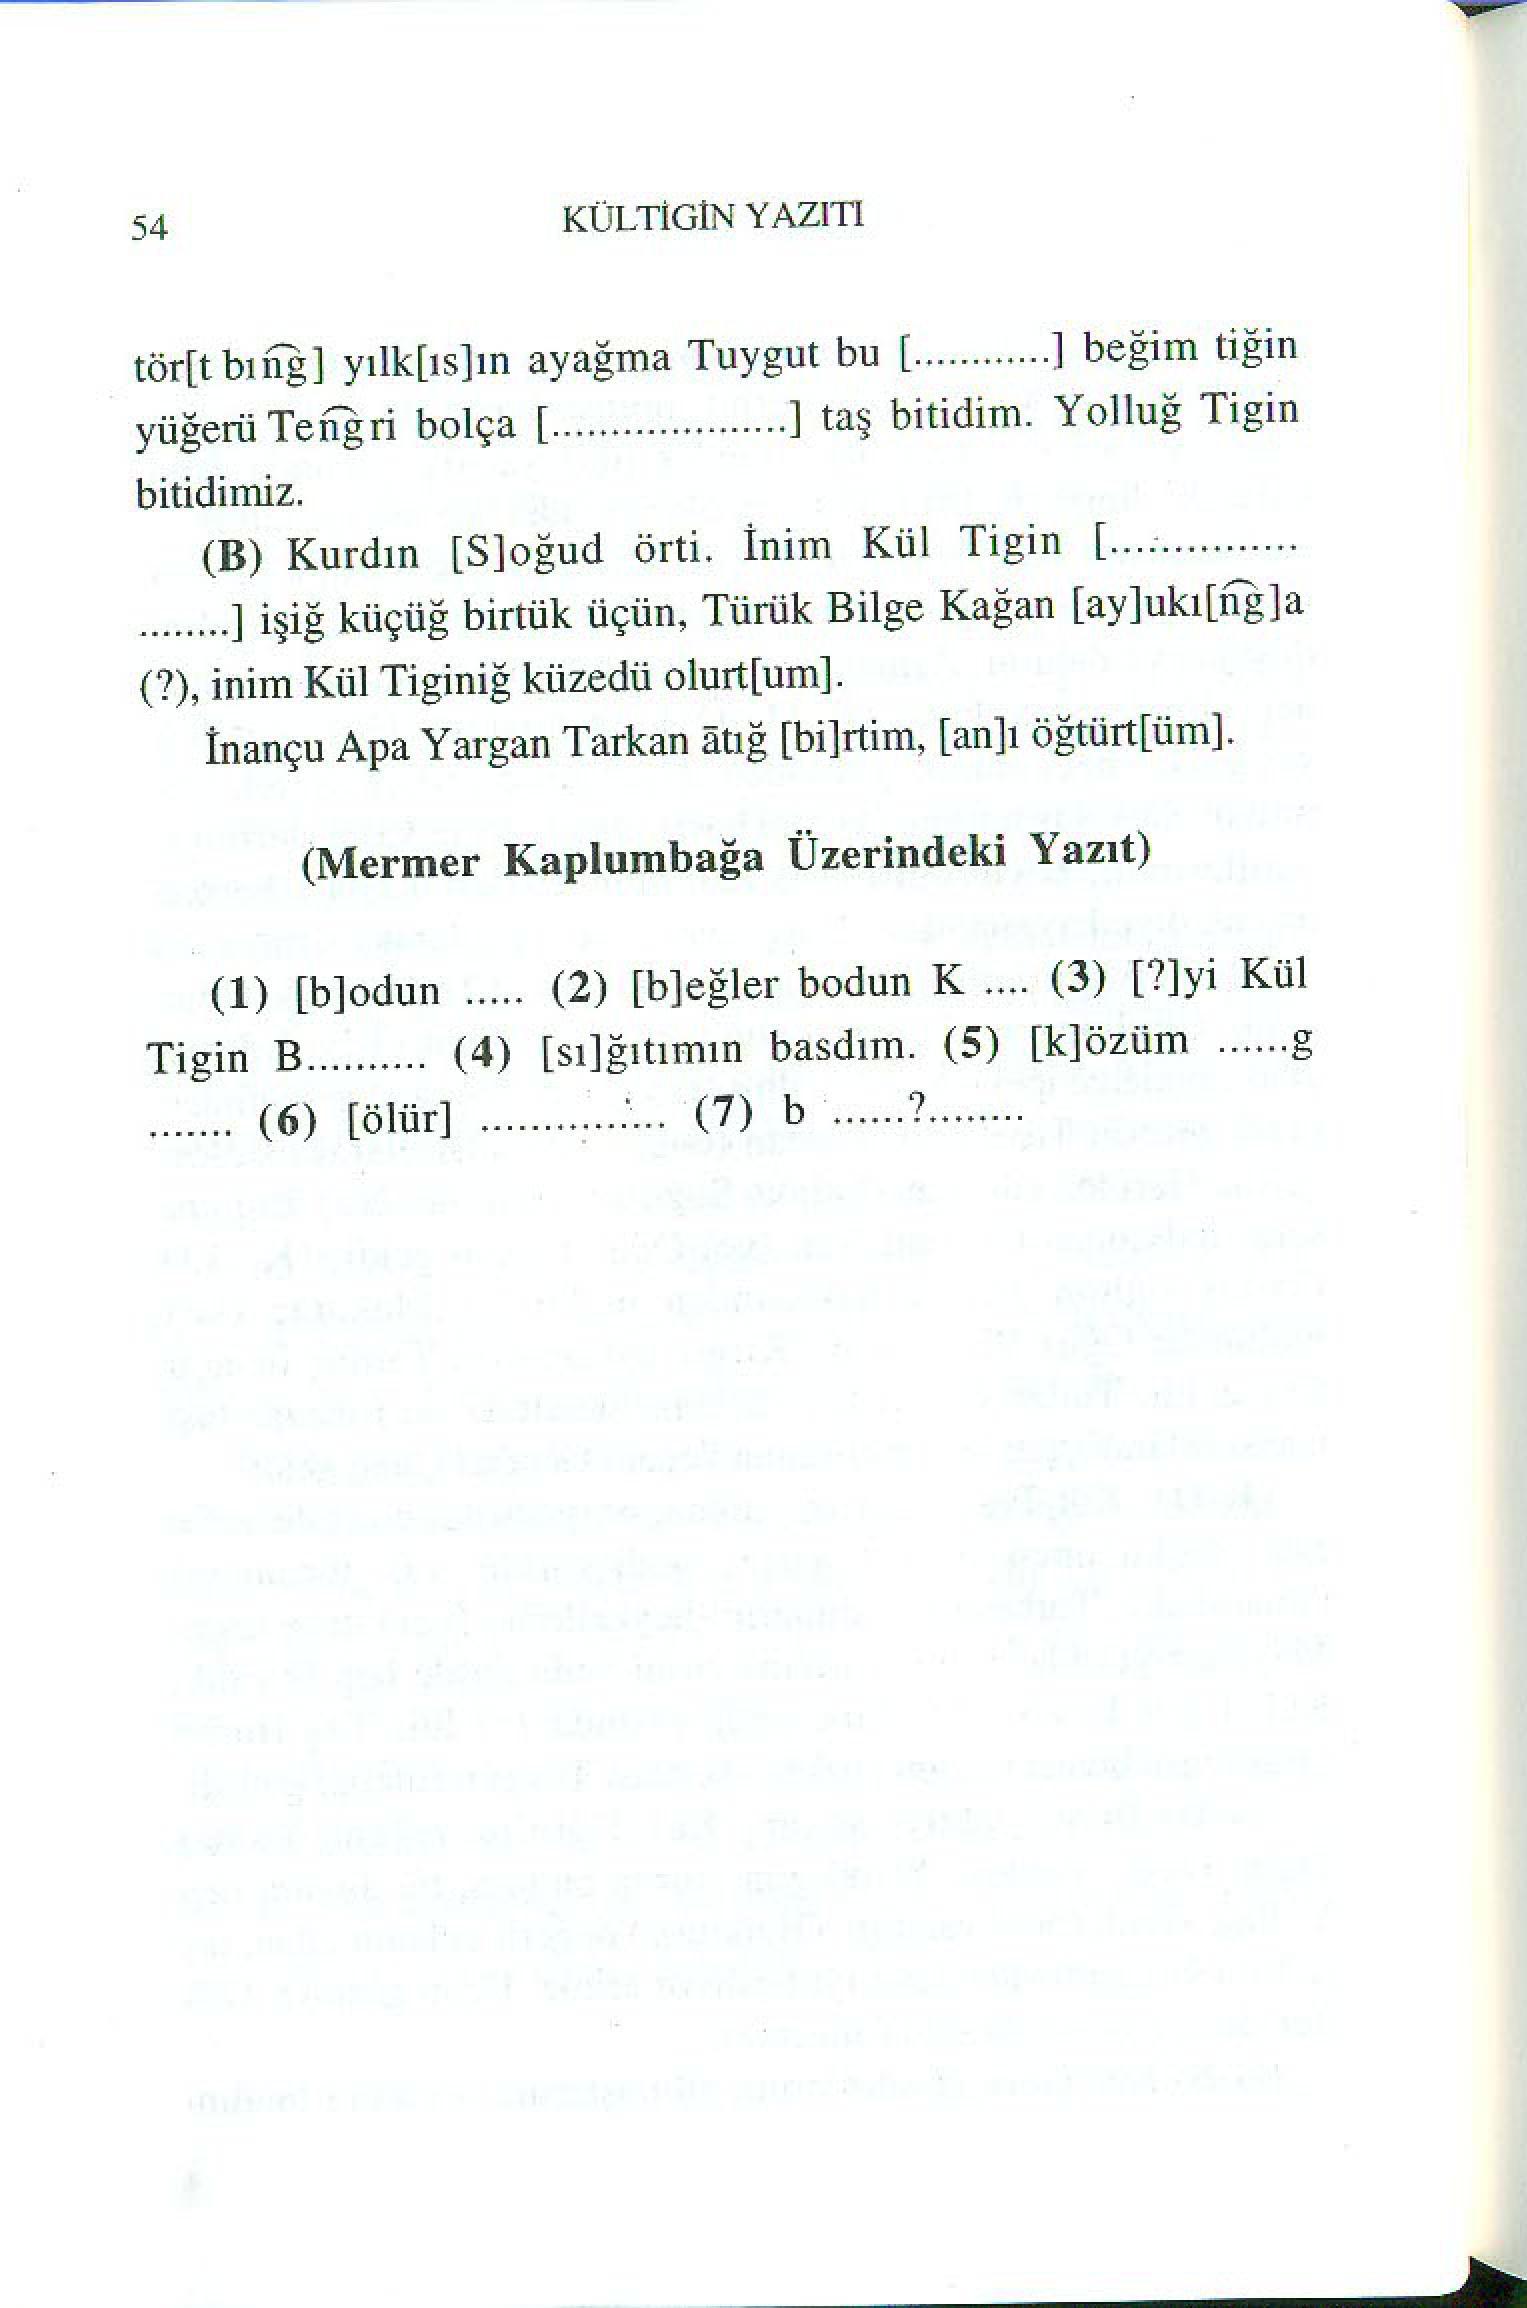 54
KÜLTİGİN YAZITI
tör[t bın͡g̃] yılk[ıs]ın ayağma Tuygut bu [............] beğim tiğin
yüğerü Ten͡ğri bolça [....................] taş bitidim. Yolluğ Tigin
bitidimiz.
(B) Kurdın [S]oğud örti. İnim Kül Tigin [................
........] işiğ küçüğ birtük üçün, Türük Bilge Kağan [ay]ukı[n͡ğ]a
(?), inim Kül Tiginiğ küzedü olurt[um].
İnançu Apa Yargan Tarkan ātığ [bi]rtim, [an]ı öğtürt[üm].
(Mermer Kaplumbağa Üzerindeki Yazıt)
(1) [b]odun ..... (2) [b]eğler bodun K .... (3) [?]yi Kül
Tigin B.......... (4) [sı]ğıtımın basdım. (5) [k]özüm ......g
....... (6) [ölür] ................ (7) b ......?........